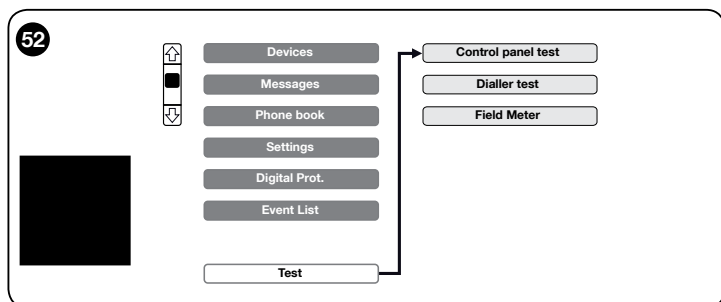 52
Devices
Messages
Phone book
Settings
Digital Prot.
Event List
Test
Control panel test
Dialler test
Field Meter